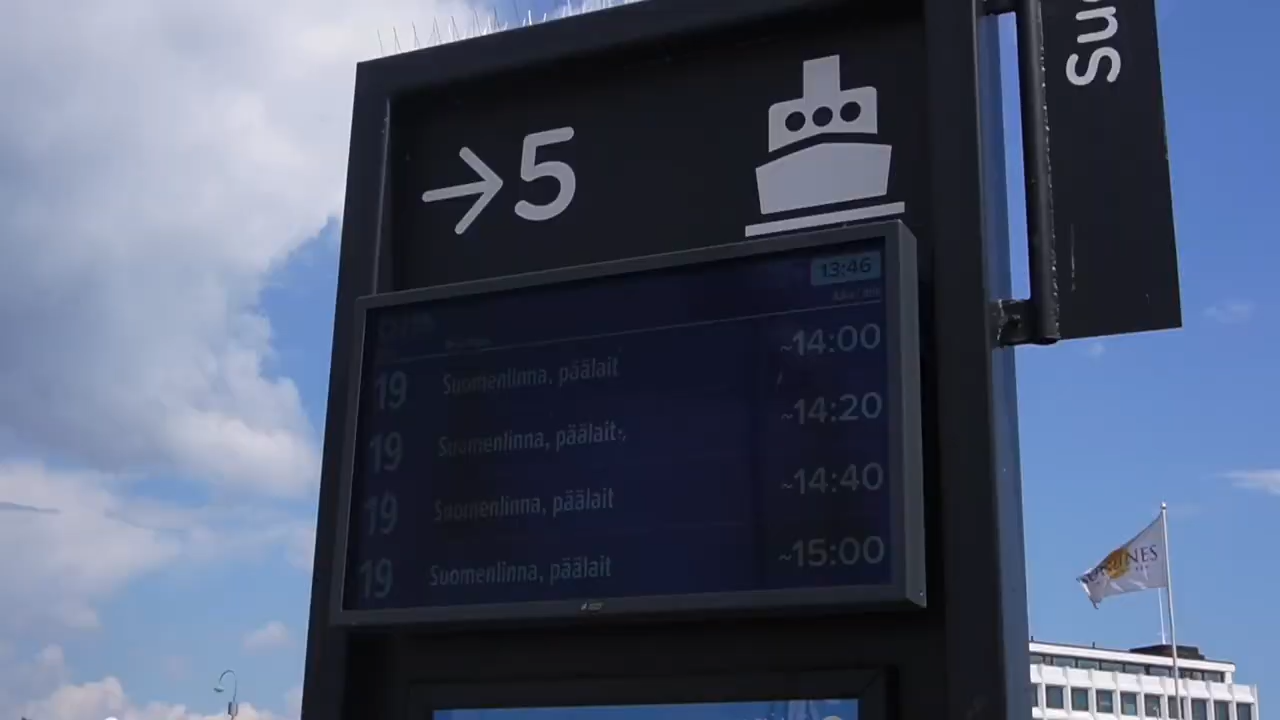 →5
Suo
13:46
19 Suomenlinna, päälait ~14:00
19 Suomenlinna, päälait. ~14:20
19 Suomenlinna, päälait ~14:40
19 Suomenlinna, päälait ~15:00